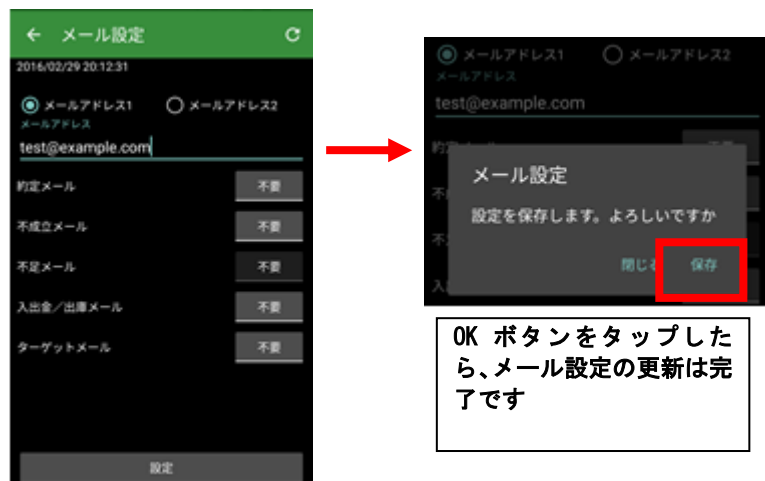 メール設定
2016/02/29 20:12:31
メールアドレス1 メールアドレス2
メールアドレス
test@example.com
約定メール 不要
不成立メール 不要
不足メール 不要
入出金／出庫メール 不要
ターゲットメール 不要
設定
メールアドレス1 メールアドレス2
メールアドレス
test@example.com
メール設定
設定を保存します。よろしいですか
閉じる 保存
OK ボタンをタップした
ら、メール設定の更新は完
了です